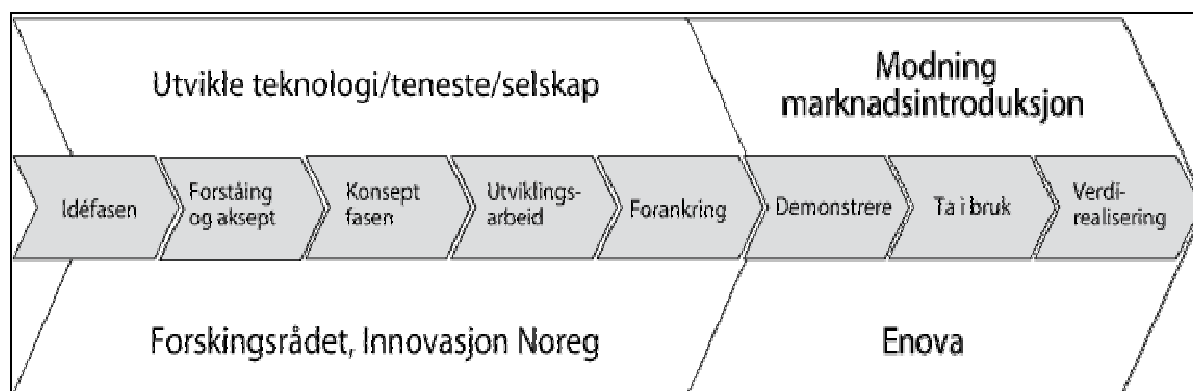 Utvikle teknologi/teneste/selskap
Modning
marknadsintroduksjon
Idéfasen
Forståing
og aksept
Konsept
fasen
Utviklings-
arbeid
Forankring
Demonstrere
Ta i bruk
Verdi-
realisering
Forskingsrådet, Innovasjon Noreg
Enova